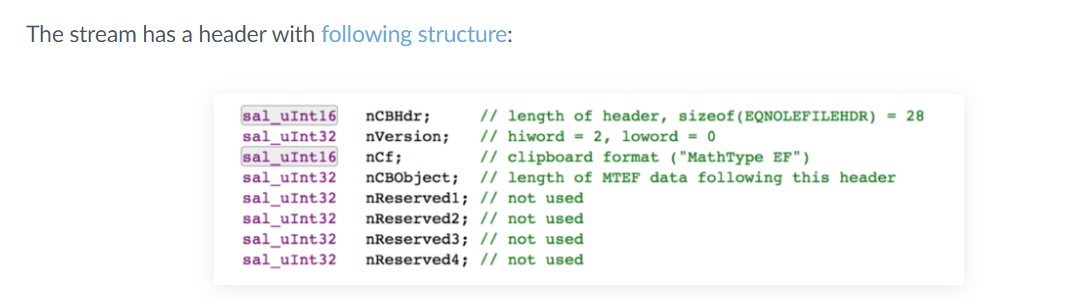 The stream has a header with following structure:
sal_uInt16 nCBHdr; // length of header, sizeof(EQNOLEFILEHDR) = 28
sal_uInt32 nVersion; // hiword = 2, loword = 0
sal_uInt16 nCf; // clipboard format ("MathType EF")
sal_uInt32 nCBObject; // length of MTEF data following this header
sal_uInt32 nReserved1; // not used
sal_uInt32 nReserved2; // not used
sal_uInt32 nReserved3; // not used
sal_uInt32 nReserved4; // not used